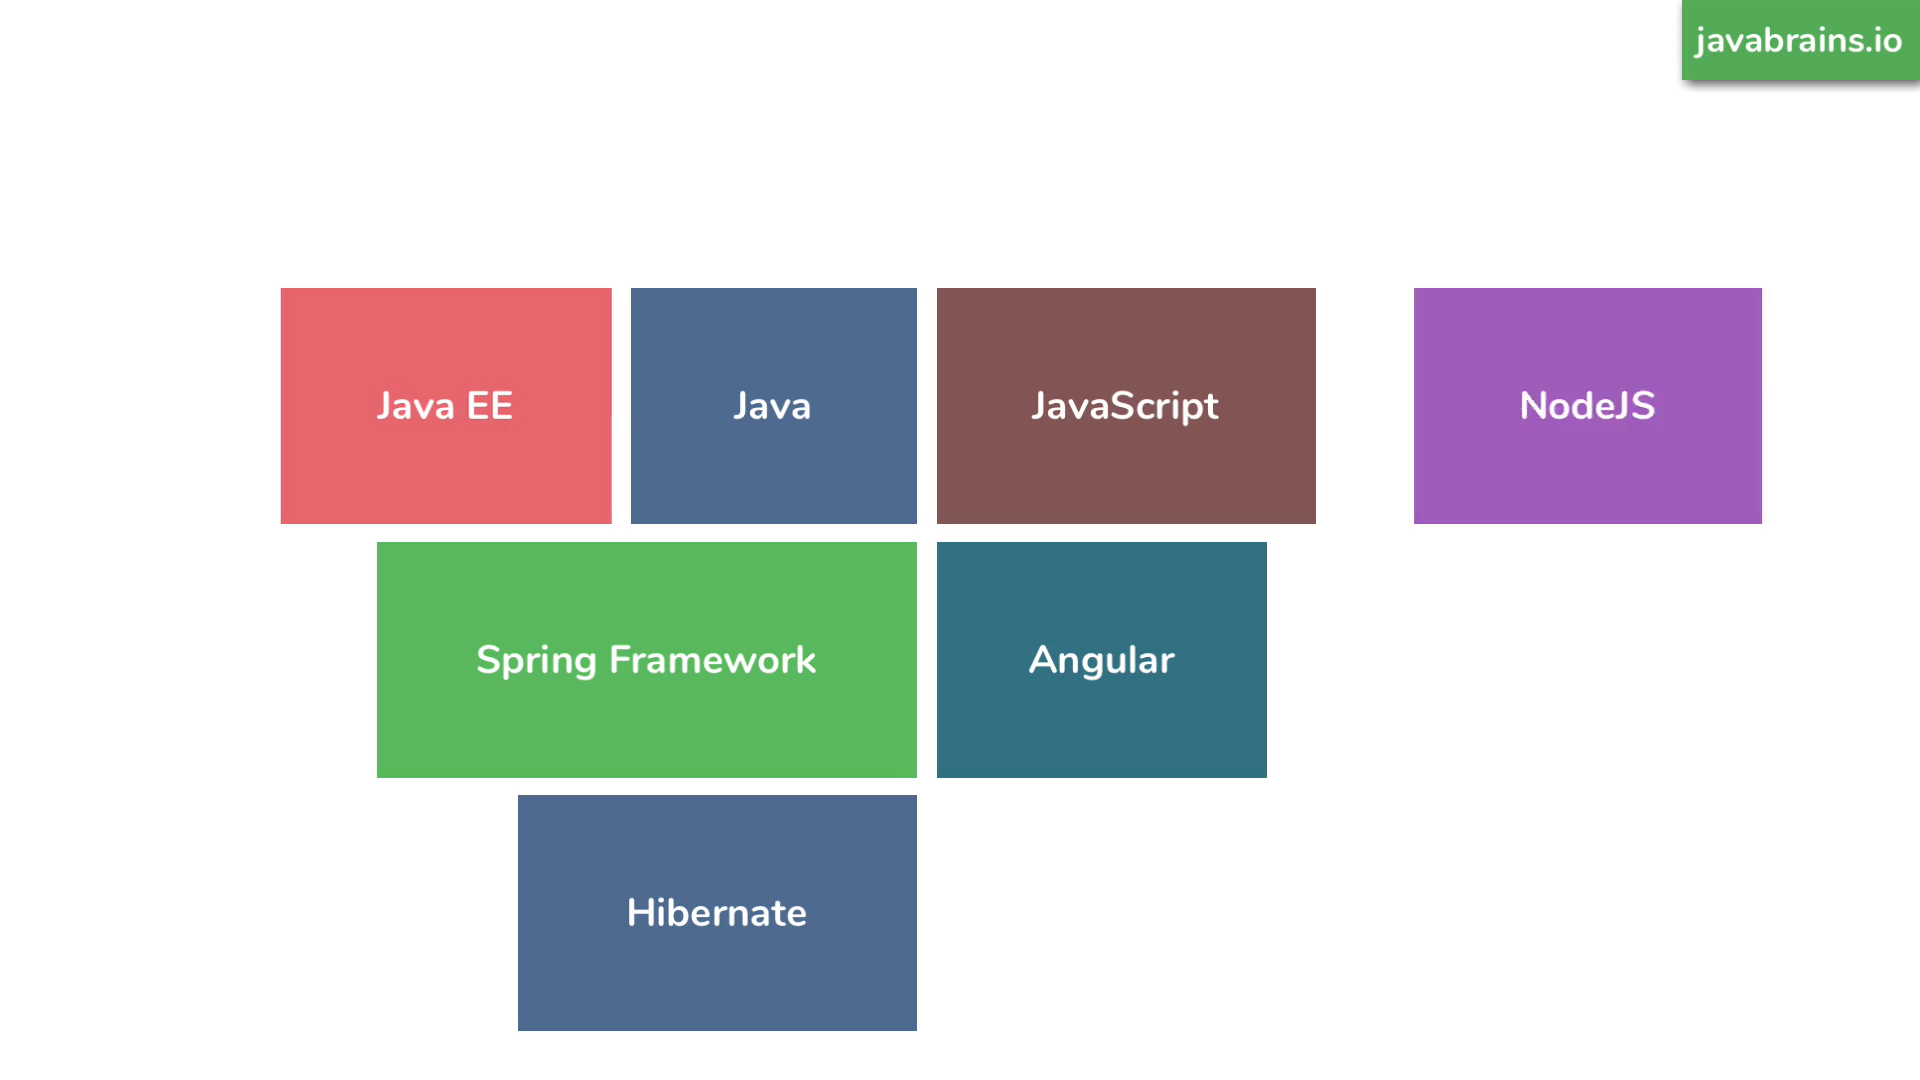 javabrains.io
Java EE
Java
JavaScript
NodeJS
Spring Framework
Angular
Hibernate